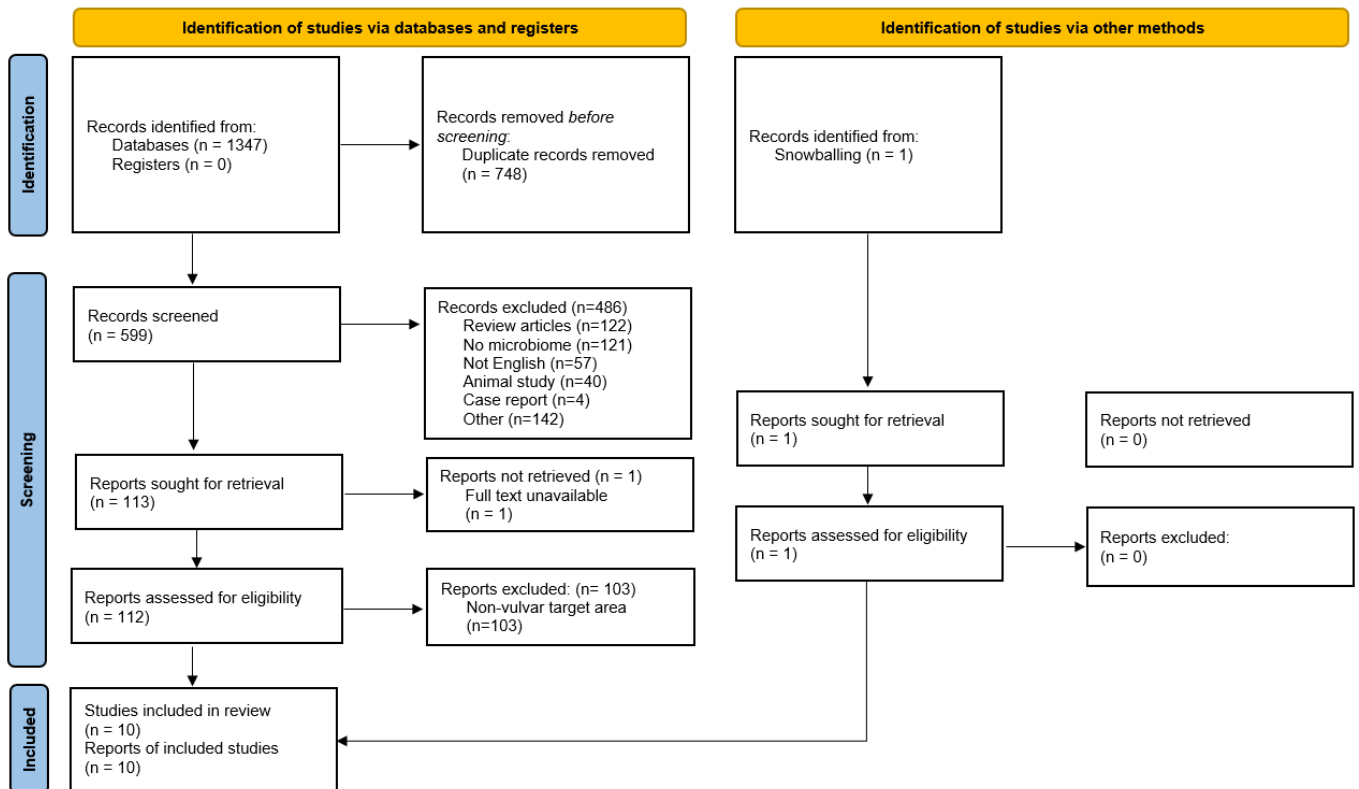 Identification of studies via databases and registers
Identification of studies via other methods
Identification
Records identified from:
Databases (n = 1347)
Registers (n = 0)
Records removed before
screening:
Duplicate records removed
(n = 748)
Records identified from:
Snowballing (n = 1)
Screening
Records screened
(n = 599)
Records excluded (n=486)
Review articles (n=122)
No microbiome (n=121)
Not English (n=57)
Animal study (n=40)
Case report (n=4)
Other (n=142)
Reports sought for retrieval
(n = 113)
Reports not retrieved (n = 1)
Full text unavailable
(n = 1)
Reports sought for retrieval
(n = 1)
Reports not retrieved
(n = 0)
Reports assessed for eligibility
(n = 112)
Reports excluded: (n= 103)
Non-vulvar target area
(n=103)
Reports assessed for eligibility
(n = 1)
Reports excluded:
(n = 0)
Included
Studies included in review
(n = 10)
Reports of included studies
(n = 10)